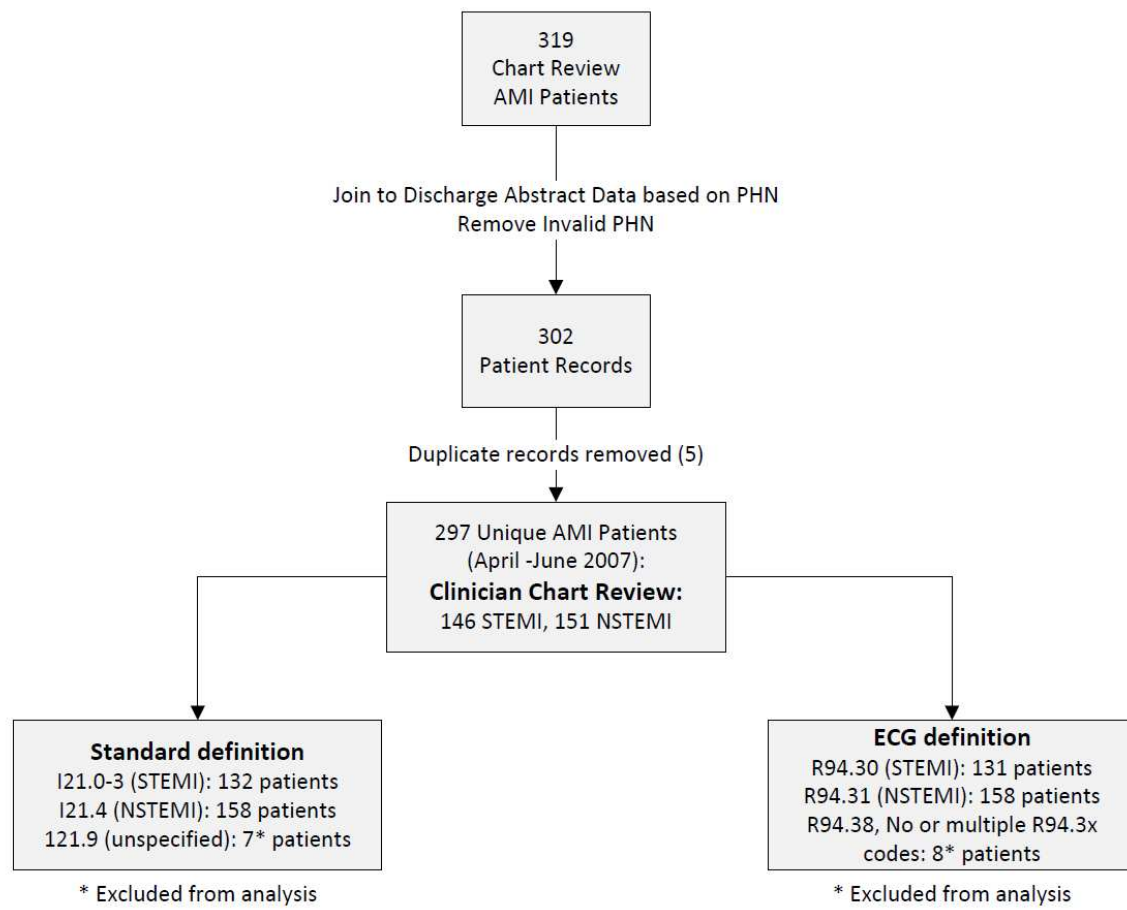 319
Chart Review
AMI Patients
Join to Discharge Abstract Data based on PHN
Remove Invalid PHN
302
Patient Records
Duplicate records removed (5)
297 Unique AMI Patients
(April -June 2007):
Clinician Chart Review:
146 STEMI, 151 NSTEMI
Standard definition
I21.0-3 (STEMI): 132 patients
I21.4 (NSTEMI): 158 patients
121.9 (unspecified): 7* patients
* Excluded from analysis
ECG definition
R94.30 (STEMI): 131 patients
R94.31 (NSTEMI): 158 patients
R94.38, No or multiple R94.3x
codes: 8* patients
* Excluded from analysis